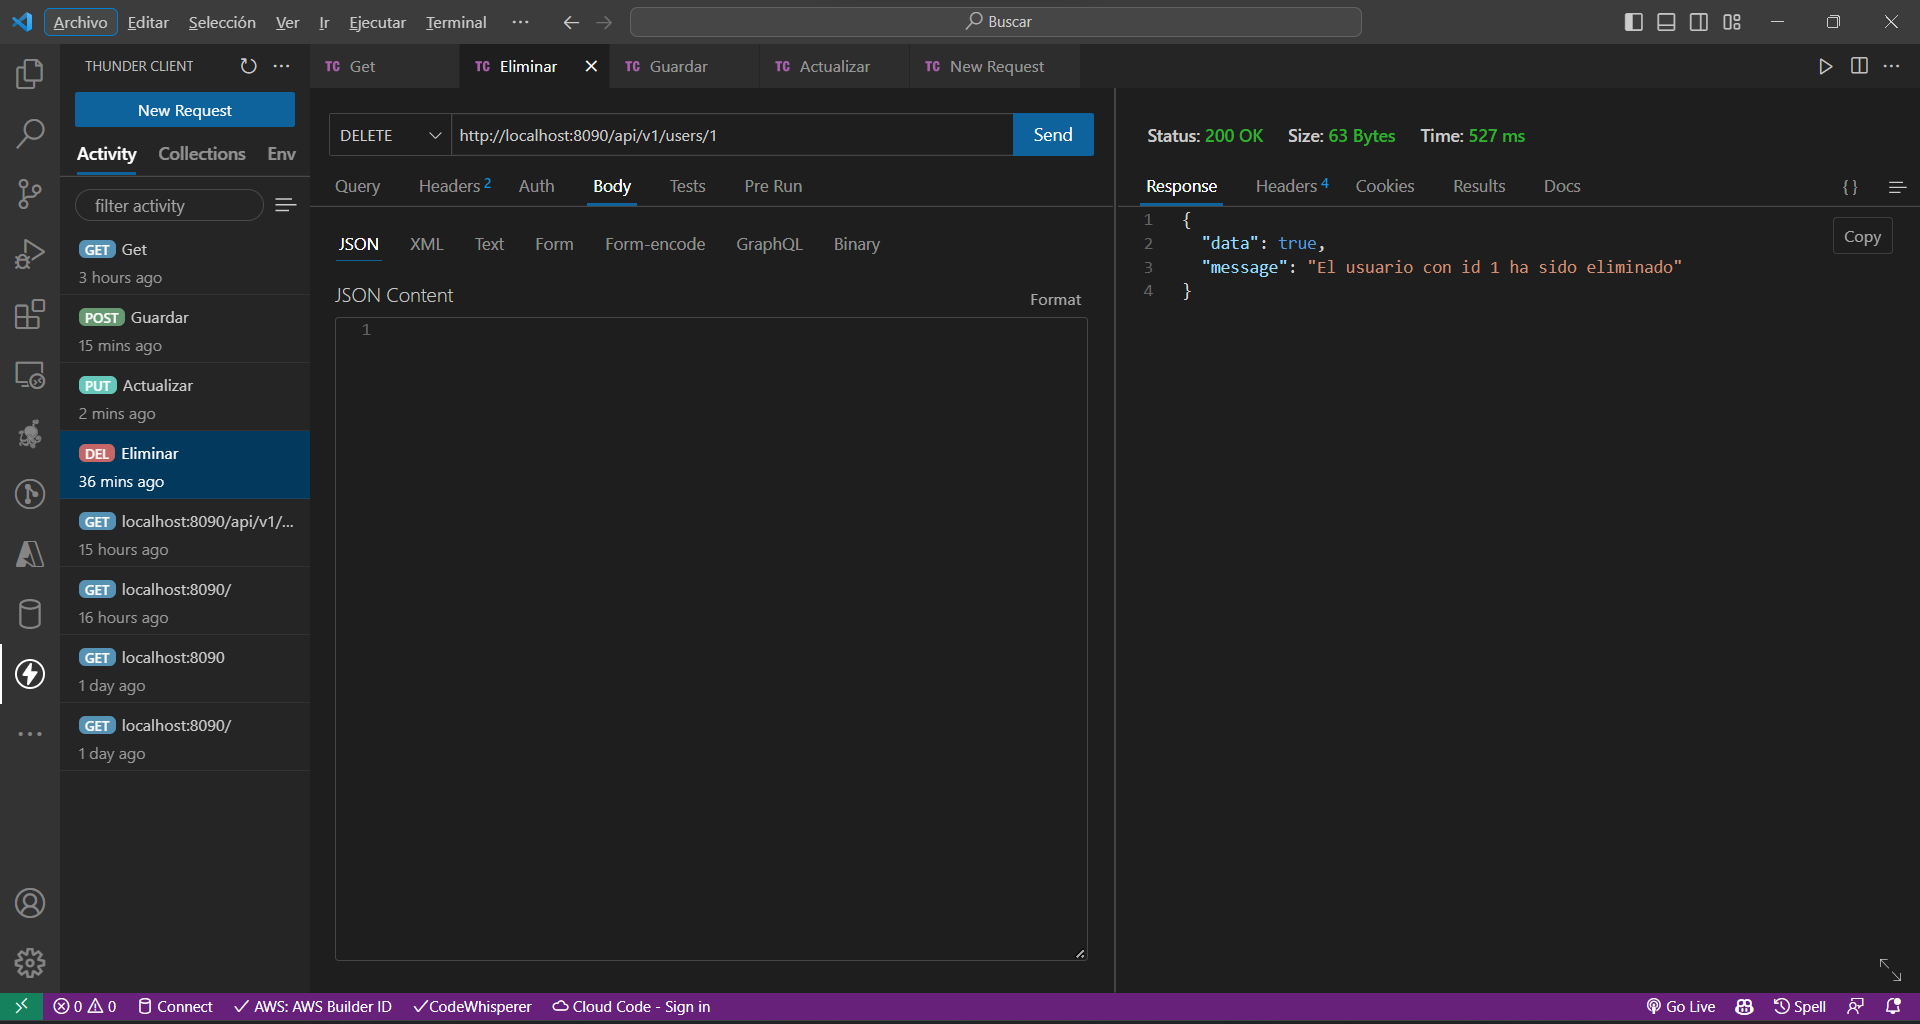 Archivo Editar Selección Ver Ir Ejecutar Terminal ··· Buscar
THUNDER CLIENT ···
TC Get TC Eliminar TC Guardar TC Actualizar TC New Request
New Request
Activity Collections Env
filter activity
GET Get
3 hours ago
POST Guardar
15 mins ago
PUT Actualizar
2 mins ago
DEL Eliminar
36 mins ago
GET localhost:8090/api/v1/...
15 hours ago
GET localhost:8090/
16 hours ago
GET localhost:8090
1 day ago
GET localhost:8090/
1 day ago
DELETE http://localhost:8090/api/v1/users/1 Send
Query Headers 2 Auth Body Tests Pre Run
JSON XML Text Form Form-encode GraphQL Binary
JSON Content
Format
1
Status: 200 OK Size: 63 Bytes Time: 527 ms
Response Headers 4 Cookies Results Docs {}
Copy
1 {
2 "data": true,
3 "message": "El usuario con id 1 ha sido eliminado"
4 }
0 0 Connect AWS: AWS Builder ID CodeWhisperer Cloud Code - Sign in Go Live Spell